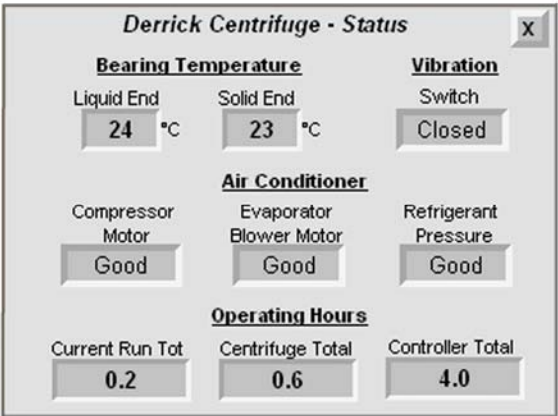 Derrick Centrifuge - Status
X
Bearing Temperature
Vibration
Liquid End
Solid End
Switch
24 °C
23 °C
Closed
Air Conditioner
Compressor
Motor
Evaporator
Blower Motor
Refrigerant
Pressure
Good
Good
Good
Operating Hours
Current Run Tot
Centrifuge Total
Controller Total
0.2
0.6
4.0